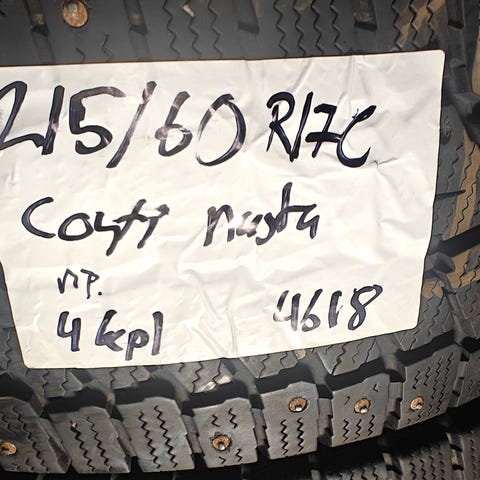 215/60 R17C
Conti nasta
np.
4 kpl 4618